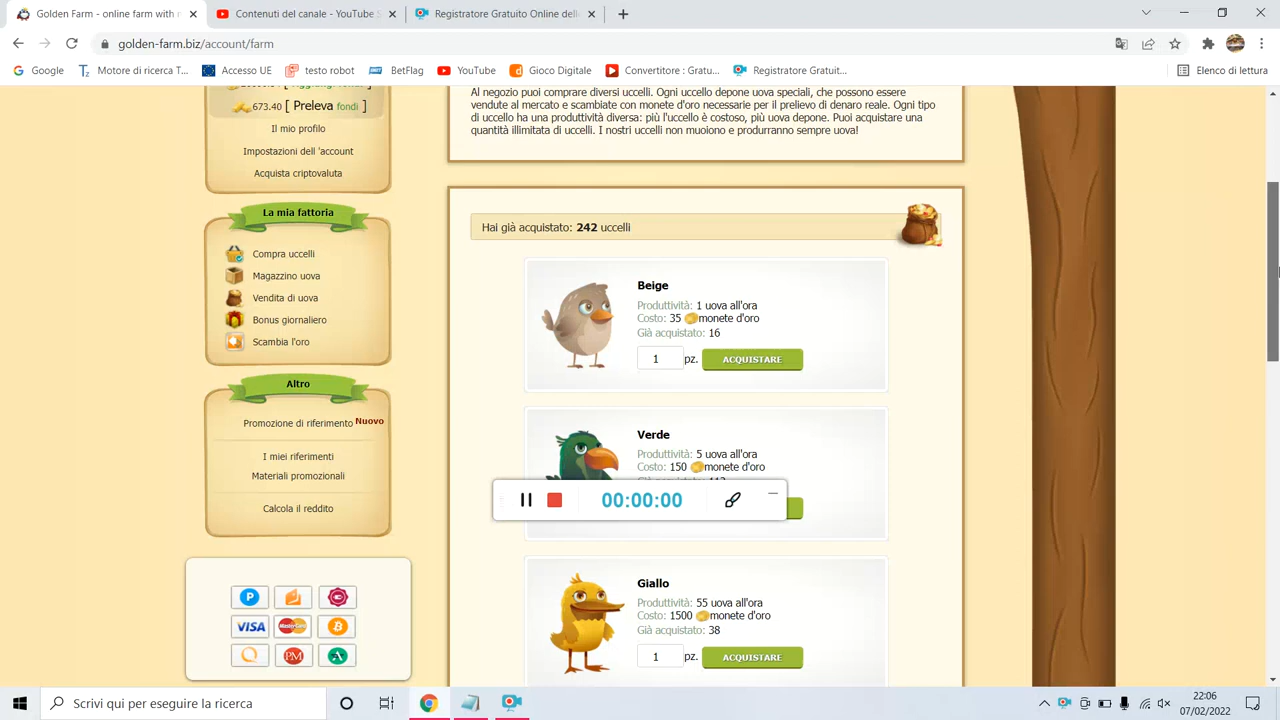 Golden Farm - online farm with r
Contenuti del canale - YouTube S
Registratore Gratuito Online dell
golden-farm.biz/account/farm
Google
Motore di ricerca T...
Accesso UE
testo robot
BetFlag
YouTube
Gioco Digitale
Convertitore : Gratu...
Registratore Gratuit...
Elenco di lettura
673.40 [ Preleva fondi ]
Il mio profilo
Impostazioni dell 'account
Acquista criptovaluta
La mia fattoria
Compra uccelli
Magazzino uova
Vendita di uova
Bonus giornaliero
Scambia l'oro
Altro
Promozione di riferimento Nuovo
I miei riferimenti
Materiali promozionali
Calcola il reddito
VISA
MasterCard
PM
Al negozio puoi comprare diversi uccelli. Ogni uccello depone uova speciali, che possono essere
vendute al mercato e scambiate con monete d'oro necessarie per il prelievo di denaro reale. Ogni tipo
di uccello ha una produttività diversa: più l'uccello è costoso, più uova depone. Puoi acquistare una
quantità illimitata di uccelli. I nostri uccelli non muoiono e produrranno sempre uova!
Hai già acquistato: 242 uccelli
Beige
Produttività: 1 uova all'ora
Costo: 35 monete d'oro
Già acquistato: 16
1 pz. ACQUISTARE
Verde
Produttività: 5 uova all'ora
Costo: 150 monete d'oro
00:00:00
Giallo
Produttività: 55 uova all'ora
Costo: 1500 monete d'oro
Già acquistato: 38
1 pz. ACQUISTARE
Scrivi qui per eseguire la ricerca
22:06
07/02/2022